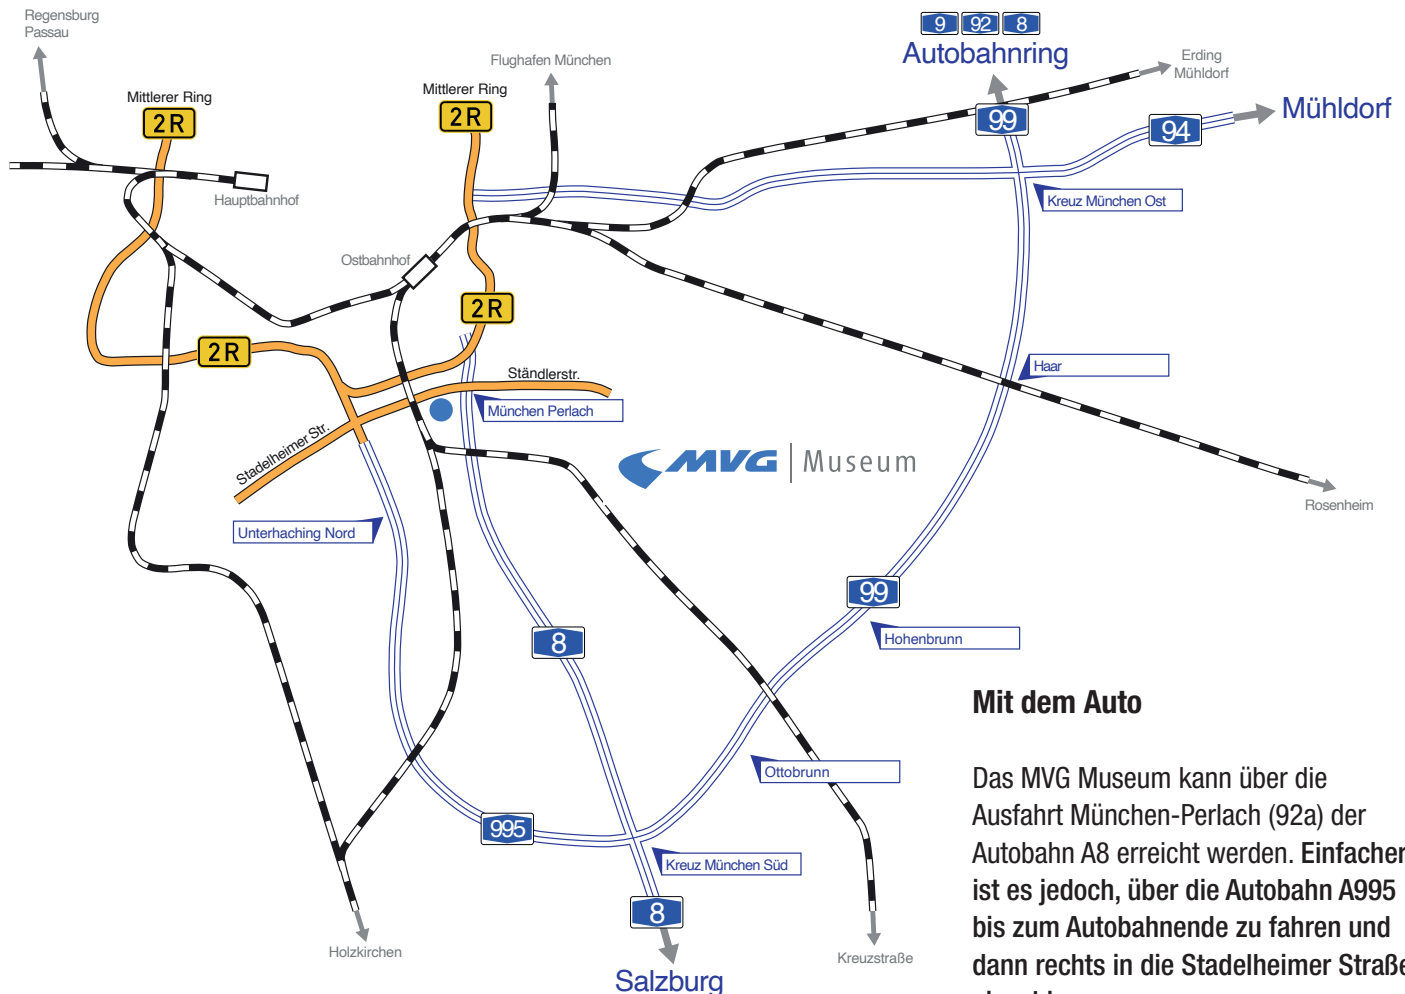 Regensburg
Passau
9 92 8
Autobahnring
Flughafen München
Erding
Mühldorf
Mittlerer Ring
2R
Mittlerer Ring
2R
99
94
Mühldorf
Hauptbahnhof
Kreuz München Ost
Ostbahnhof
2R
2R
Haar
Ständlerstr.
München Perlach
Stadelheimer Str.
MVG Museum
Rosenheim
Unterhaching Nord
99
Hohenbrunn
8
Ottobrunn
995
Kreuz München Süd
8
Holzkirchen
Kreuzstraße
Salzburg
Mit dem Auto
Das MVG Museum kann über die
Ausfahrt München-Perlach (92a) der
Autobahn A8 erreicht werden. Einfacher
ist es jedoch, über die Autobahn A995
bis zum Autobahnende zu fahren und
dann rechts in die Stadelheimer Straße